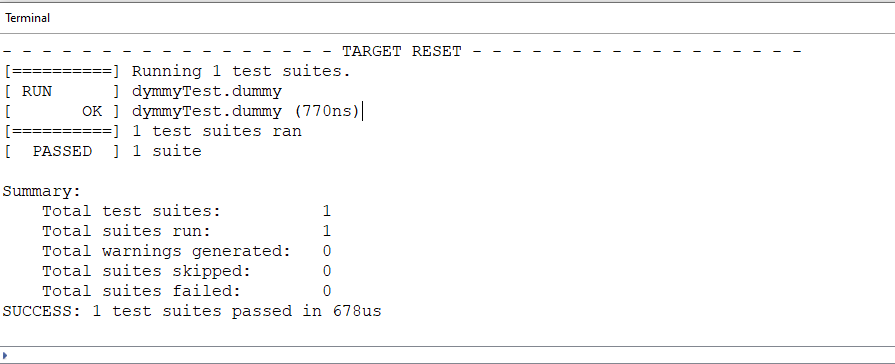 Terminal
- - - - - - - - - - - - - - - - - TARGET RESET - - - - - - - - - - - - - - - - -
[==========] Running 1 test suites.
[ RUN      ] dymmyTest.dummy
[       OK ] dymmyTest.dummy (770ns)
[==========] 1 test suites ran
[  PASSED  ] 1 suite
Summary:
    Total test suites:          1
    Total suites run:           1
    Total warnings generated:   0
    Total suites skipped:       0
    Total suites failed:        0
SUCCESS: 1 test suites passed in 678us